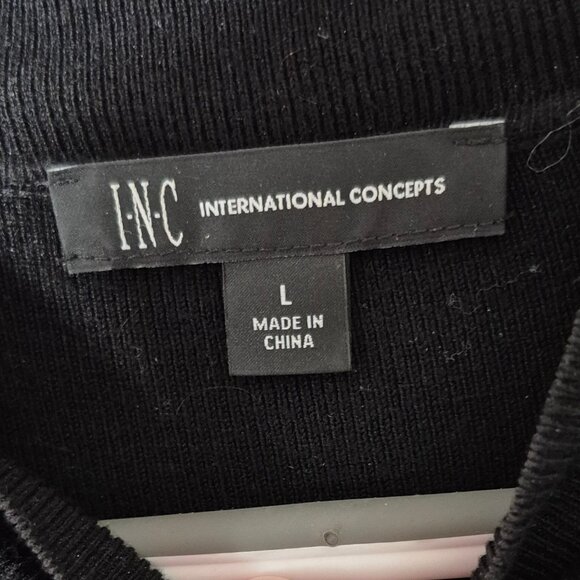 I·N·C INTERNATIONAL CONCEPTS
L
MADE IN
CHINA